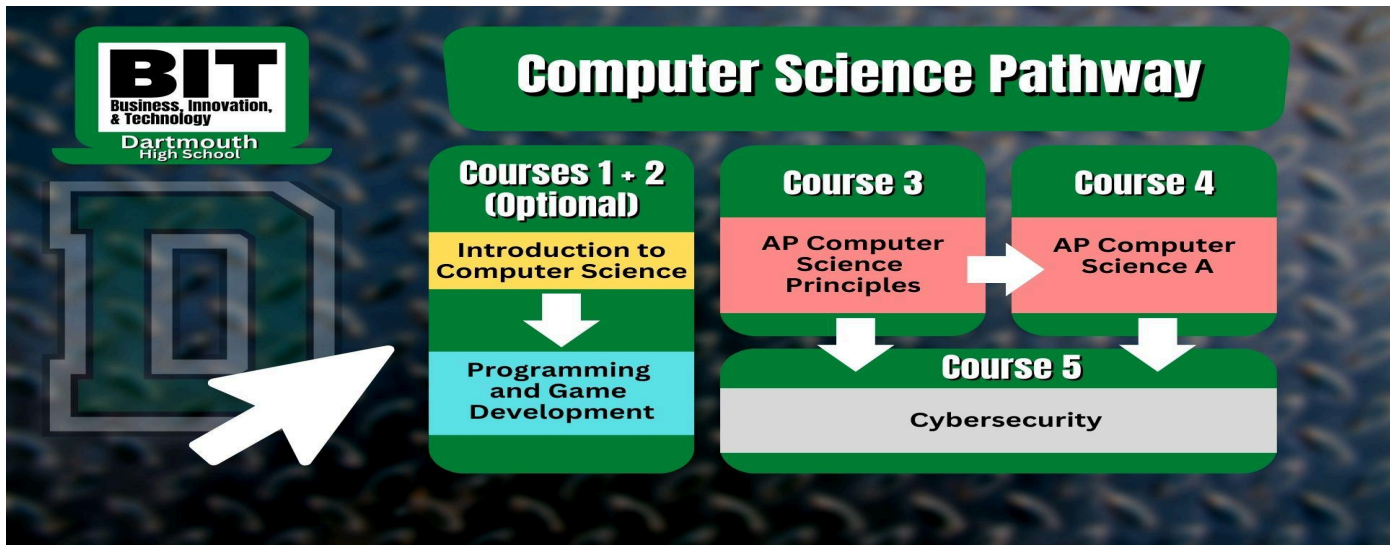 BIT
Business, Innovation,
& Technology
Dartmouth
High School
D
Computer Science Pathway
Courses 1 + 2
(Optional)
Introduction to
Computer Science
Programming
and Game
Development
Course 3
AP Computer
Science
Principles
Course 4
AP Computer
Science A
Course 5
Cybersecurity